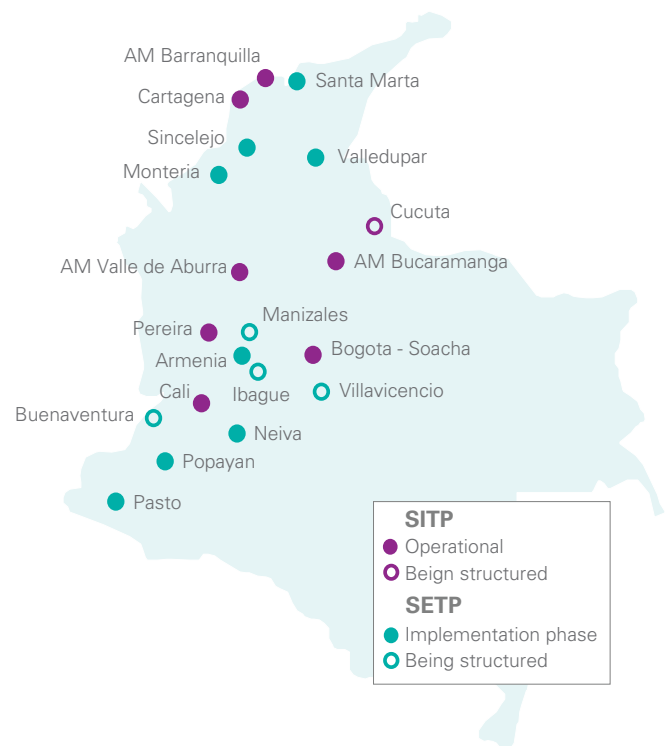 AM Barranquilla
Santa Marta
Cartagena
Sincelejo
Valledupar
Monteria
Cucuta
AM Valle de Aburra
AM Bucaramanga
Manizales
Pereira
Bogota - Soacha
Armenia
Cali
Ibague
Villavicencio
Buenaventura
Neiva
Popayan
Pasto
SITP
Operational
Beign structured
SETP
Implementation phase
Being structured